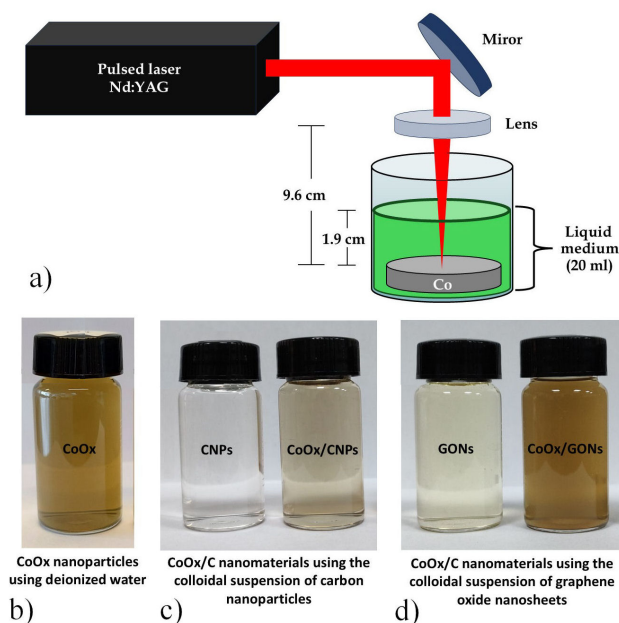 a)
Pulsed laser
Nd:YAG
Miror
Lens
9.6 cm
1.9 cm
Liquid
medium
(20 ml)
Co
CoOx
CNPs
CoOx/CNPs
GONs
CoOx/GONs
CoOx nanoparticles
using deionized water
b)
CoOx/C nanomaterials using the
colloidal suspension of carbon
nanoparticles
c)
CoOx/C nanomaterials using the
colloidal suspension of graphene
oxide nanosheets
d)